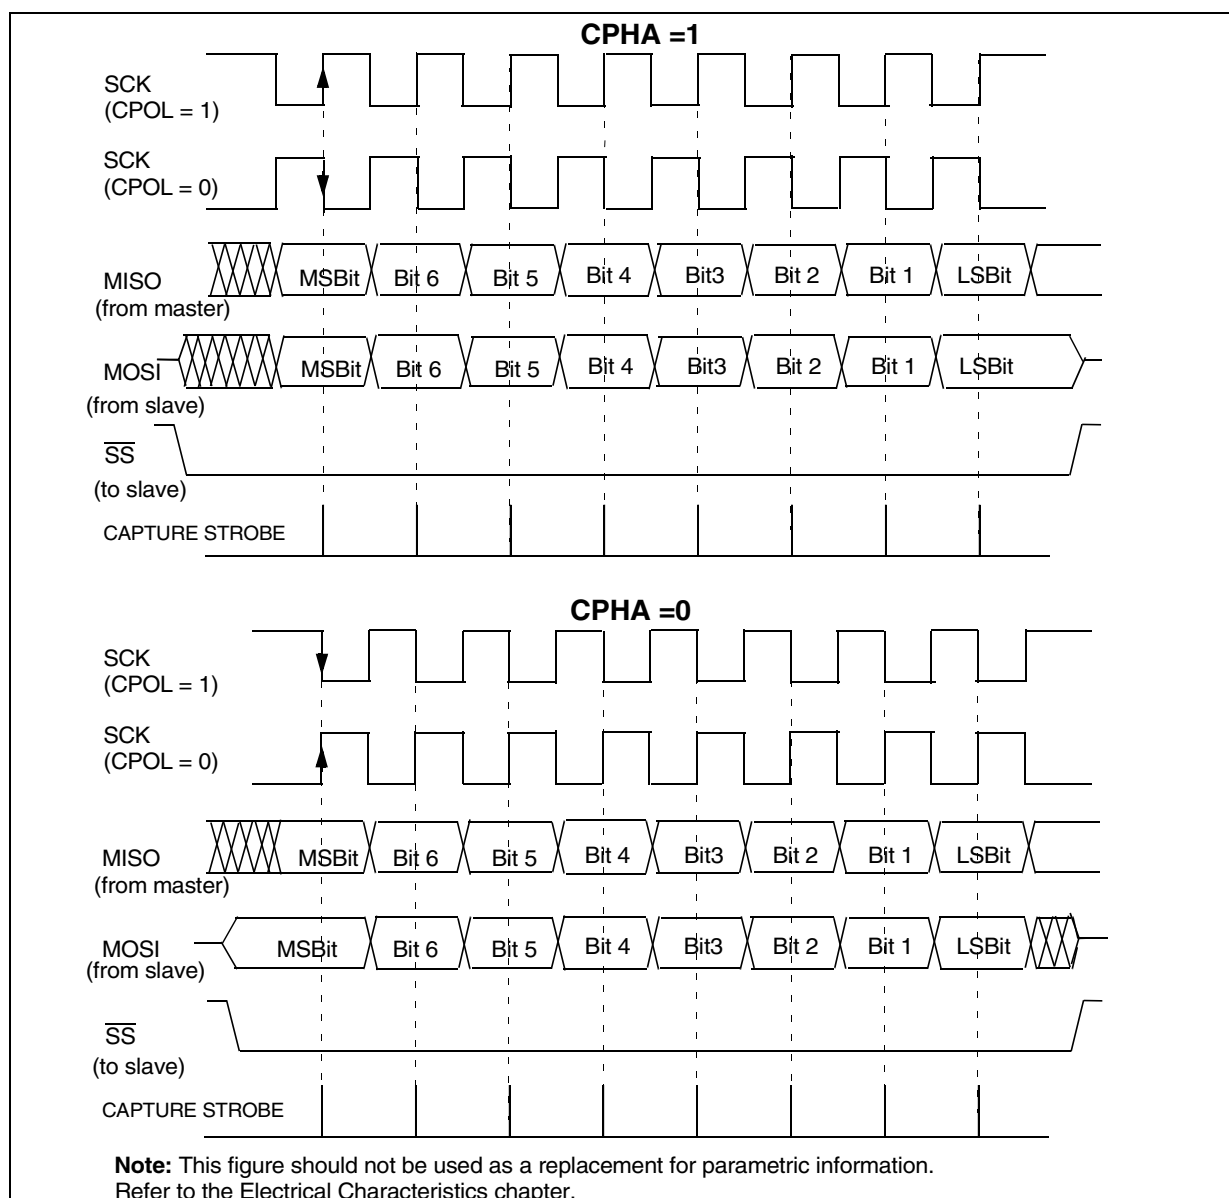 CPHA =1
SCK
(CPOL = 1)
SCK
(CPOL = 0)
MISO
(from master)
MSBit Bit 6 Bit 5 Bit 4 Bit3 Bit 2 Bit 1 LSBit
MOSI
(from slave)
MSBit Bit 6 Bit 5 Bit 4 Bit3 Bit 2 Bit 1 LSBit
SS
(to slave)
CAPTURE STROBE
CPHA =0
SCK
(CPOL = 1)
SCK
(CPOL = 0)
MISO
(from master)
MSBit Bit 6 Bit 5 Bit 4 Bit3 Bit 2 Bit 1 LSBit
MOSI
(from slave)
MSBit Bit 6 Bit 5 Bit 4 Bit3 Bit 2 Bit 1 LSBit
SS
(to slave)
CAPTURE STROBE
Note: This figure should not be used as a replacement for parametric information.
Refer to the Electrical Characteristics chapter.